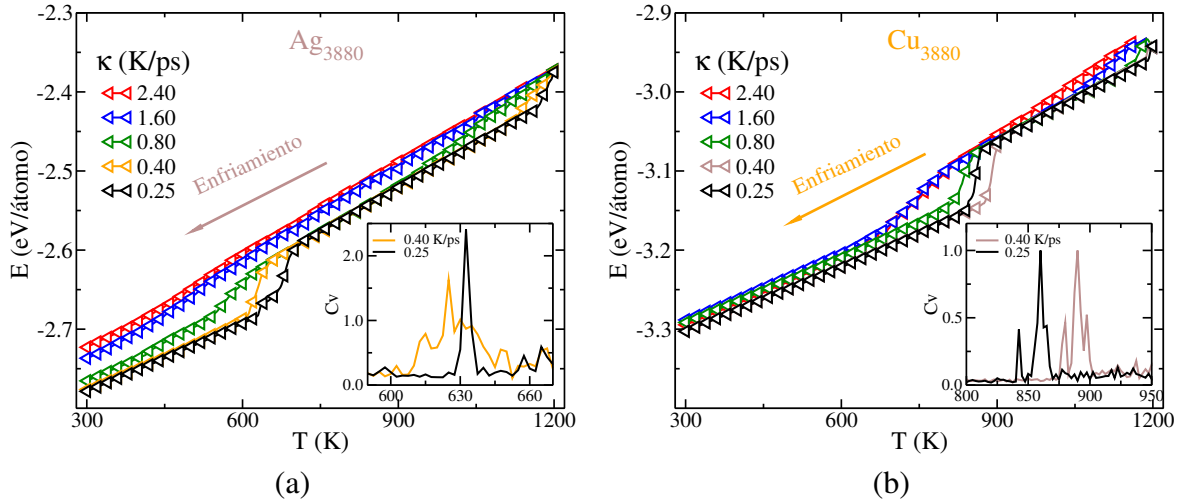 Ag3880
κ (K/ps)
2.40
1.60
0.80
0.40
0.25
Enfriamiento
E (eV/átomo)
-2.3
-2.4
-2.5
-2.6
-2.7
300 600 900 1200
T (K)
0.40 K/ps
0.25
Cv
2.0
1.0
0.0
600 630 660
(a)
Cu3880
κ (K/ps)
2.40
1.60
0.80
0.40
0.25
Enfriamiento
E (eV/átomo)
-2.9
-3.0
-3.1
-3.2
-3.3
300 600 900 1200
T (K)
0.40 K/ps
0.25
Cv
1.0
0.5
0.0
800 850 900 950
(b)